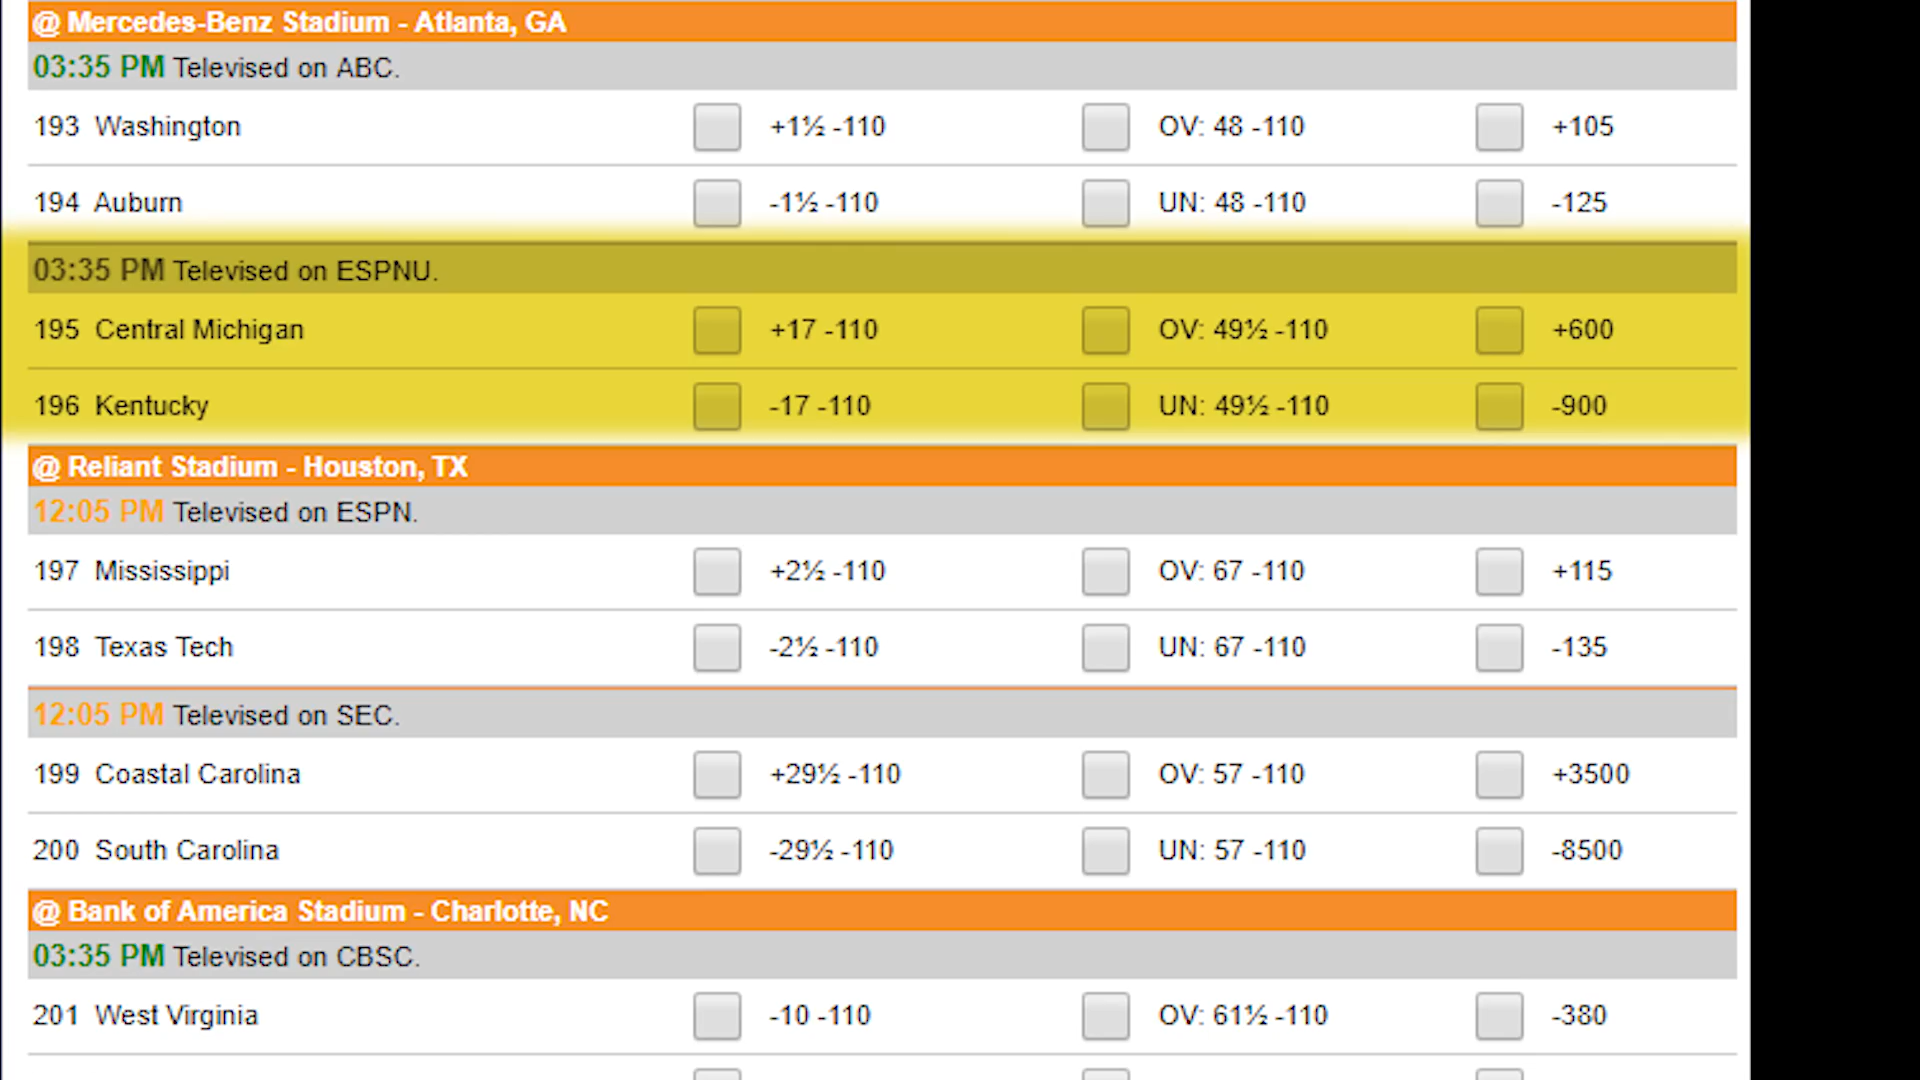 @ Mercedes-Benz Stadium - Atlanta, GA
03:35 PM Televised on ABC.
193 Washington +1½ -110 OV: 48 -110 +105
194 Auburn -1½ -110 UN: 48 -110 -125
03:35 PM Televised on ESPNU.
195 Central Michigan +17 -110 OV: 49½ -110 +600
196 Kentucky -17 -110 UN: 49½ -110 -900
@ Reliant Stadium - Houston, TX
12:05 PM Televised on ESPN.
197 Mississippi +2½ -110 OV: 67 -110 +115
198 Texas Tech -2½ -110 UN: 67 -110 -135
12:05 PM Televised on SEC.
199 Coastal Carolina +29½ -110 OV: 57 -110 +3500
200 South Carolina -29½ -110 UN: 57 -110 -8500
@ Bank of America Stadium - Charlotte, NC
03:35 PM Televised on CBSC.
201 West Virginia -10 -110 OV: 61½ -110 -380